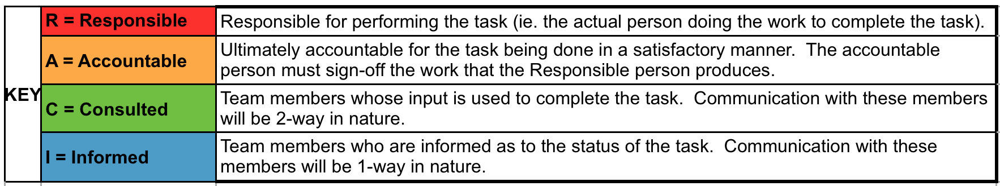 KEY
R = Responsible
Responsible for performing the task (ie. the actual person doing the work to complete the task).
A = Accountable
Ultimately accountable for the task being done in a satisfactory manner.  The accountable
person must sign-off the work that the Responsible person produces.
C = Consulted
Team members whose input is used to complete the task.  Communication with these members
will be 2-way in nature.
I = Informed
Team members who are informed as to the status of the task.  Communication with these
members will be 1-way in nature.